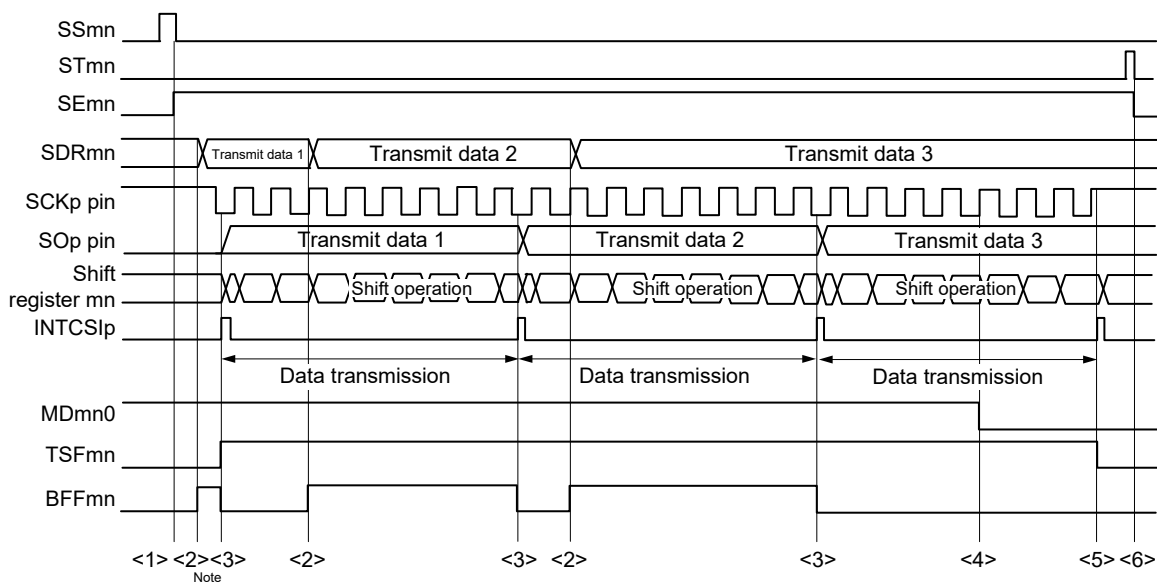 SSmn
STmn
SEmn
SDRmn
Transmit data 1
Transmit data 2
Transmit data 3
SCKp pin
SOp pin
Transmit data 1
Transmit data 2
Transmit data 3
Shift
register mn
Shift operation
Shift operation
Shift operation
INTCSIp
Data transmission
Data transmission
Data transmission
MDmn0
TSFmn
BFFmn
<1> <2> <3> <2> <3> <2> <3> <4> <5> <6>
Note